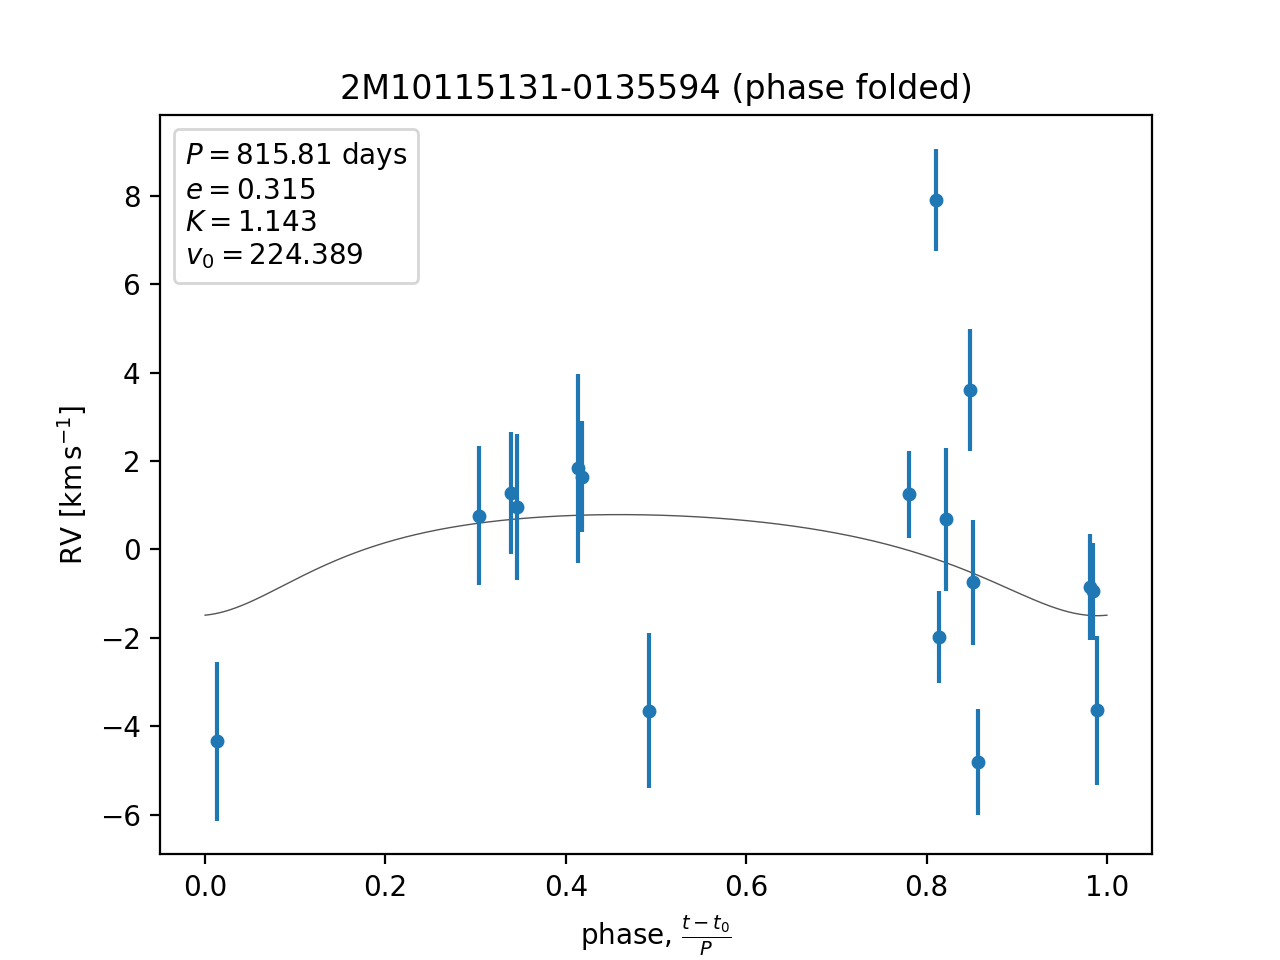 2M10115131-0135594 (phase folded)
P = 815.81 days
e = 0.315
K = 1.143
v₀ = 224.389
8
6
4
2
0
−2
−4
−6
RV [km s⁻¹]
0.0 0.2 0.4 0.6 0.8 1.0
phase, (t − t₀)/P